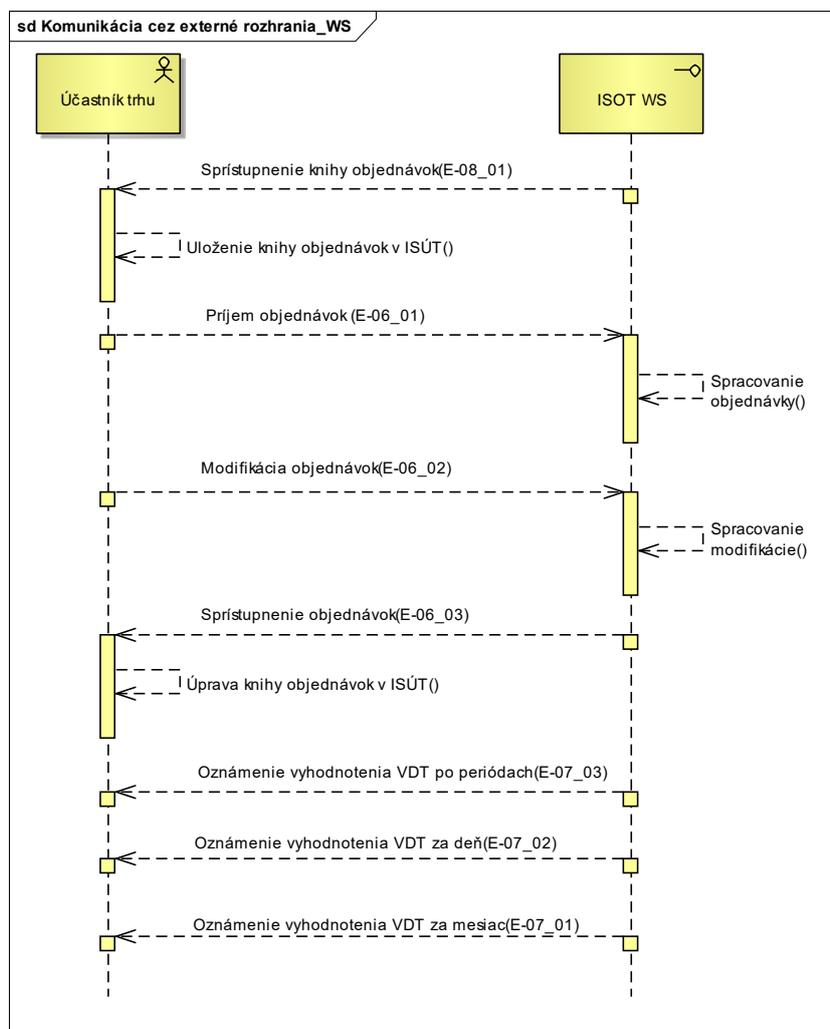 sd Komunikácia cez externé rozhrania_WS
Účastník trhu
ISOT WS
Sprístupnenie knihy objednávok(E-08_01)
Uloženie knihy objednávok v ISÚT()
Príjem objednávok (E-06_01)
Spracovanie
objednávky()
Modifikácia objednávok(E-06_02)
Spracovanie
modifikácie()
Sprístupnenie objednávok(E-06_03)
Úprava knihy objednávok v ISÚT()
Oznámenie vyhodnotenia VDT po periódach(E-07_03)
Oznámenie vyhodnotenia VDT za deň(E-07_02)
Oznámenie vyhodnotenia VDT za mesiac(E-07_01)